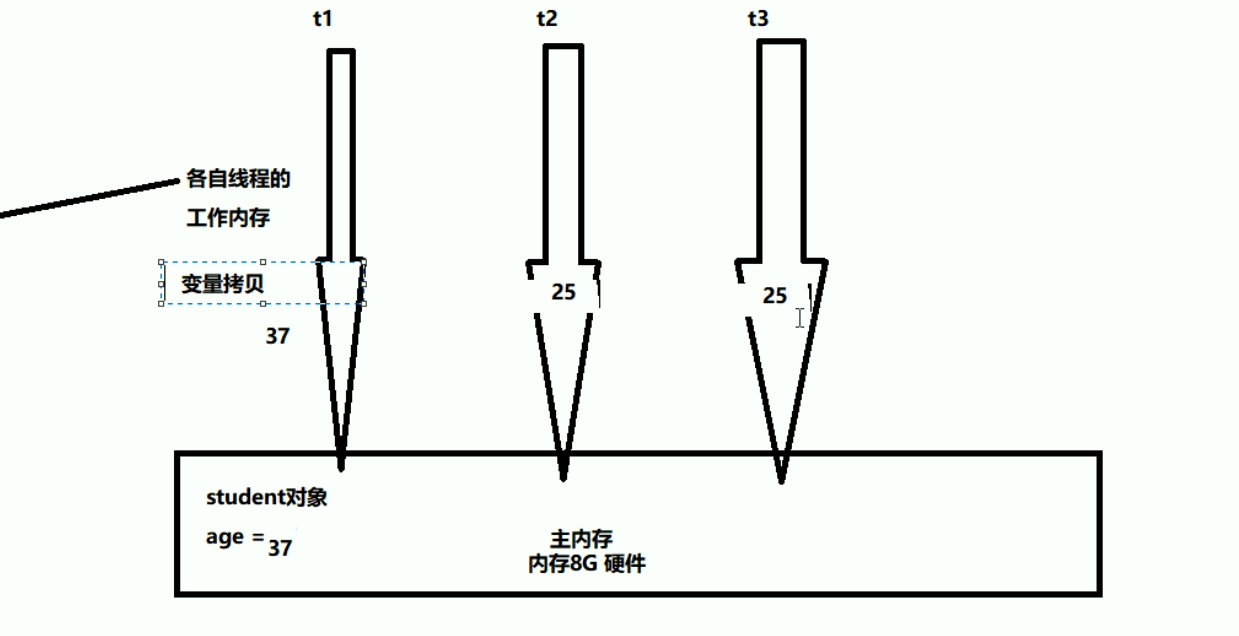 t1
t2
t3
各自线程的
工作内存
变量拷贝
37
25
25
student对象
age = 37
主内存
内存8G 硬件